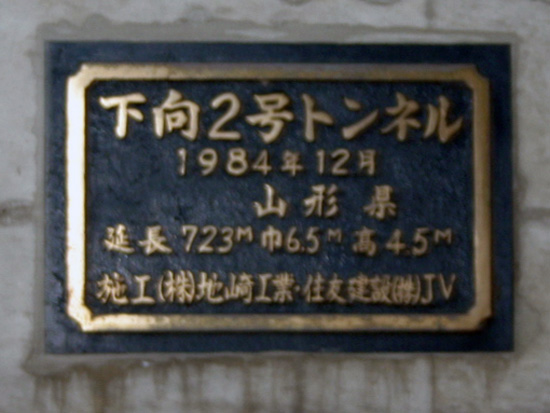 下向2号トンネル
1984年12月
山形県
延長723M巾6.5M高4.5M
施工(株)地崎工業・住友建設(株)JV